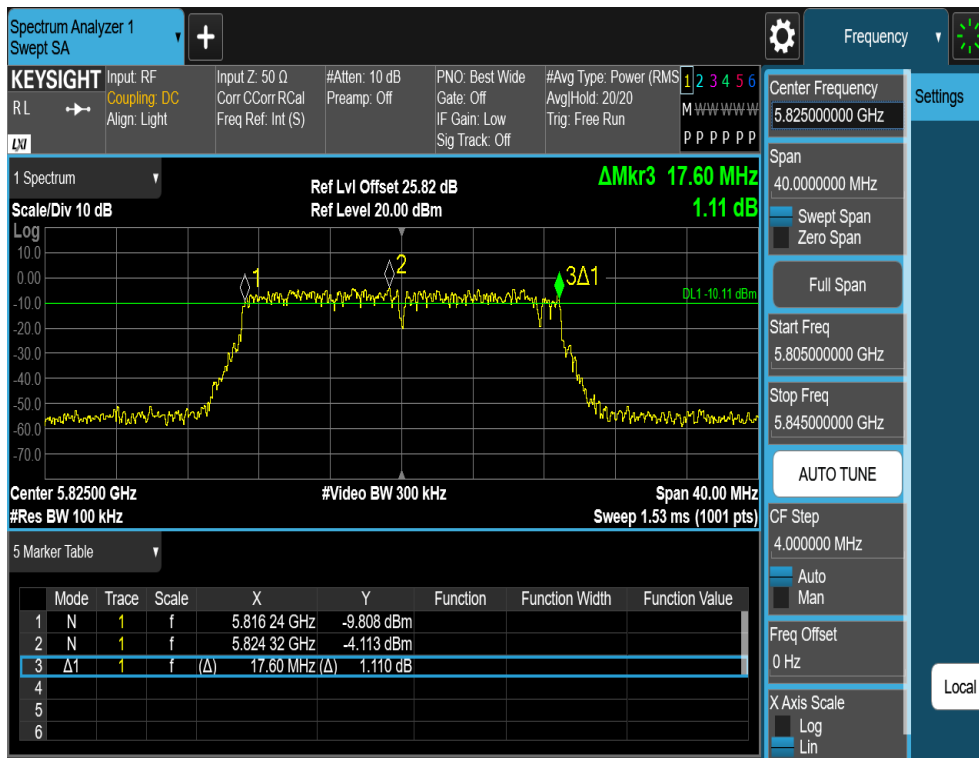 Spectrum Analyzer 1
Swept SA
Frequency
KEYSIGHT
R L
LXI
Input: RF
Coupling: DC
Align: Light
Input Z: 50 Ω
Corr CCorr RCal
Freq Ref: Int (S)
#Atten: 10 dB
Preamp: Off
PNO: Best Wide
Gate: Off
IF Gain: Low
Sig Track: Off
#Avg Type: Power (RMS
Avg|Hold: 20/20
Trig: Free Run
1 2 3 4 5 6
M W W W W W
P P P P P P
1 Spectrum
Ref Lvl Offset 25.82 dB
ΔMkr3 17.60 MHz
Scale/Div 10 dB
Ref Level 20.00 dBm
1.11 dB
Log
10.0
0.00
-10.0
-20.0
-30.0
-40.0
-50.0
-60.0
-70.0
1
2
3Δ1
DL1 -10.11 dBm
Center 5.82500 GHz
#Video BW 300 kHz
Span 40.00 MHz
#Res BW 100 kHz
Sweep 1.53 ms (1001 pts)
5 Marker Table
Mode Trace Scale X Y Function Function Width Function Value
1 N 1 f 5.816 24 GHz -9.808 dBm
2 N 1 f 5.824 32 GHz -4.113 dBm
3 Δ1 1 f (Δ) 17.60 MHz (Δ) 1.110 dB
4
5
6
Center Frequency
5.825000000 GHz
Span
40.0000000 MHz
Swept Span
Zero Span
Full Span
Start Freq
5.805000000 GHz
Stop Freq
5.845000000 GHz
AUTO TUNE
CF Step
4.000000 MHz
Auto
Man
Freq Offset
0 Hz
X Axis Scale
Log
Lin
Settings
Local